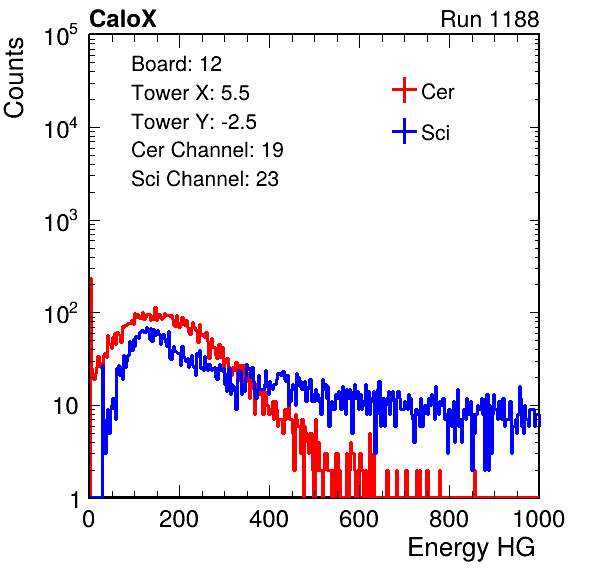 CaloX Run 1188
Counts
Board: 12
Tower X: 5.5
Tower Y: -2.5
Cer Channel: 19
Sci Channel: 23
Cer
Sci
10^5
10^4
10^3
10^2
10
1
0 200 400 600 800 1000
Energy HG